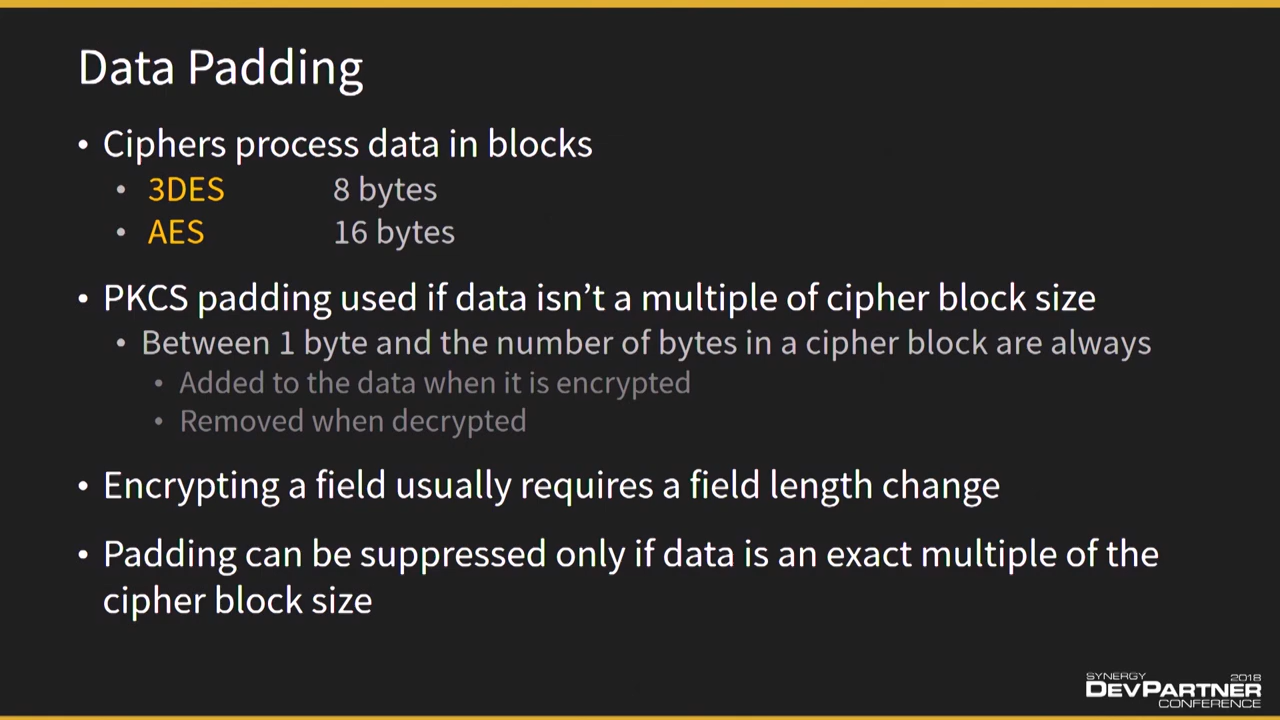 Data Padding
• Ciphers process data in blocks
• 3DES 8 bytes
• AES 16 bytes
• PKCS padding used if data isn’t a multiple of cipher block size
• Between 1 byte and the number of bytes in a cipher block are always
• Added to the data when it is encrypted
• Removed when decrypted
• Encrypting a field usually requires a field length change
• Padding can be suppressed only if data is an exact multiple of the
cipher block size
SYNERGY 2018
DEVPARTNER
CONFERENCE